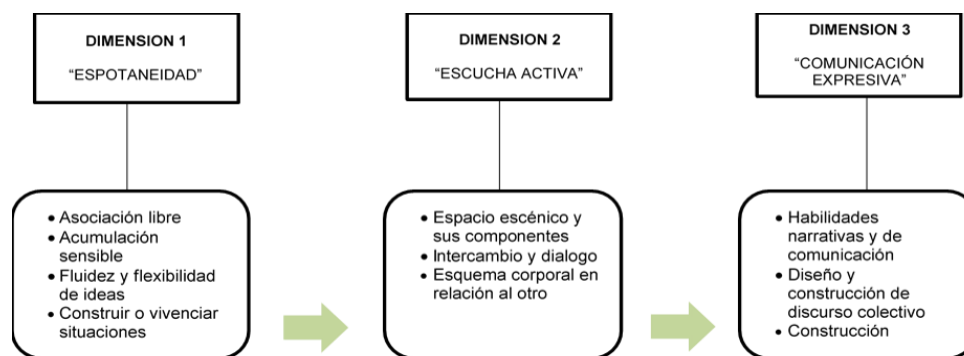 DIMENSION 1
“ESPOTANEIDAD”
• Asociación libre
• Acumulación
sensible
• Fluidez y flexibilidad
de ideas
• Construir o vivenciar
situaciones
DIMENSION 2
“ESCUCHA ACTIVA”
• Espacio escénico y
sus componentes
• Intercambio y dialogo
• Esquema corporal en
relación al otro
DIMENSION 3
“COMUNICACIÓN
EXPRESIVA”
• Habilidades
narrativas y de
comunicación
• Diseño y
construcción de
discurso colectivo
• Construcción